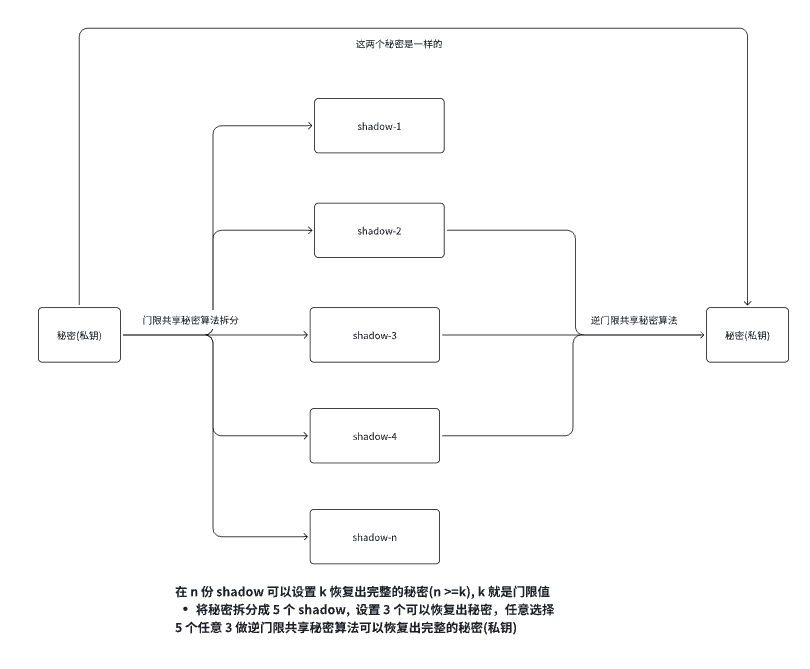 这两个秘密是一样的
shadow-1
shadow-2
门限共享秘密算法拆分
逆门限共享秘密算法
秘密(私钥)
shadow-3
秘密(私钥)
shadow-4
shadow-n
在 n 份 shadow 可以设置 k 恢复出完整的秘密(n >=k), k 就是门限值
• 将秘密拆分成 5 个 shadow, 设置 3 个可以恢复出秘密，任意选择
5 个任意 3 做逆门限共享秘密算法可以恢复出完整的秘密(私钥)